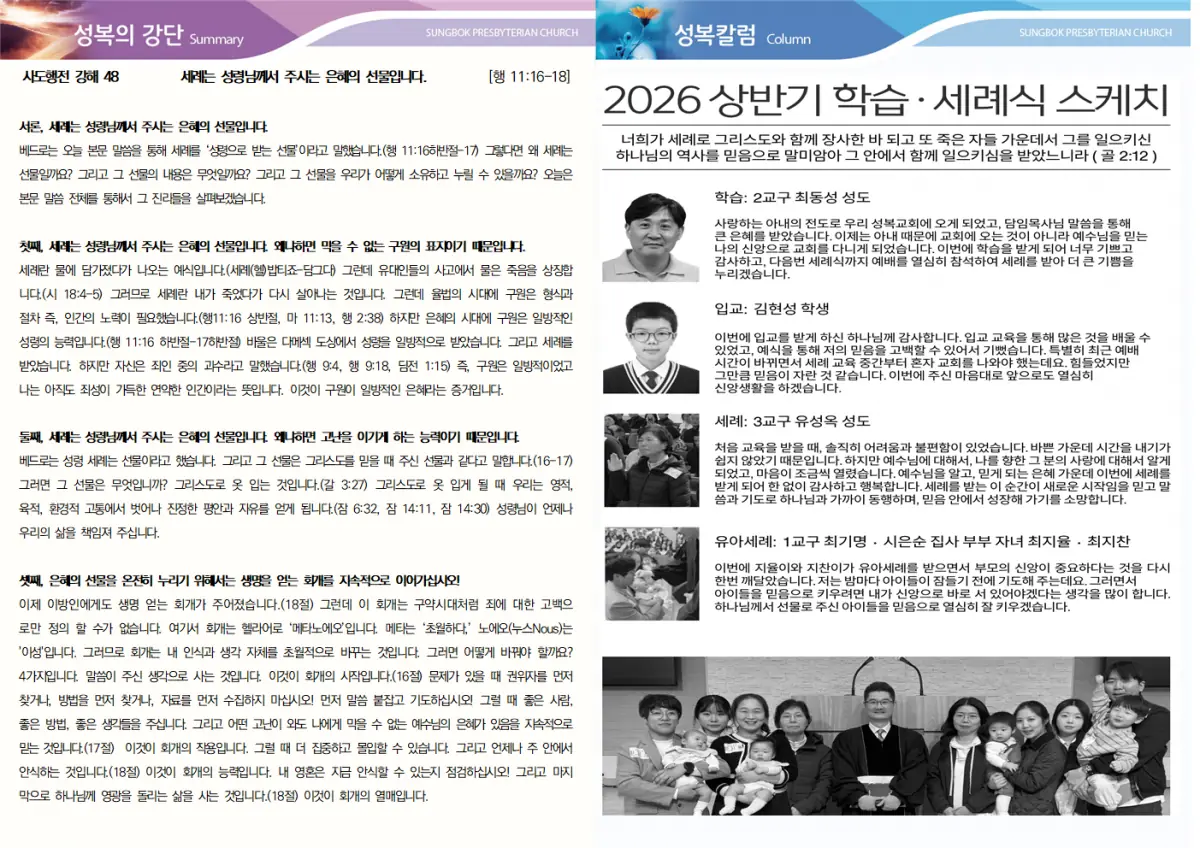 성복의 강단 Summary
SUNGBOK PRESBYTERIAN CHURCH
사도행전 강해 48 세례는 성령님께서 주시는 은혜의 선물입니다. [행 11:16-18]
서론, 세례는 성령님께서 주시는 은혜의 선물입니다.
베드로는 오늘 본문 말씀을 통해 세례를 '성령으로 받는 선물'이라고 말했습니다.(행 11:16하반절-17) 그렇다면 왜 세례는
선물일까요? 그리고 그 선물의 내용은 무엇일까요? 그리고 그 선물을 우리가 어떻게 소유하고 누릴 수 있을까요? 오늘은
본문 말씀 전체를 통해서 그 진리들을 살펴보겠습니다.
첫째, 세례는 성령님께서 주시는 은혜의 선물입니다. 왜냐하면 막을 수 없는 구원의 표지이기 때문입니다.
세례란 물에 담가졌다가 나오는 예식입니다.(세례(헬)밥티죠-담그다) 그런데 유대인들의 사고에서 물은 죽음을 상징합
니다.(시 18:4-5) 그러므로 세례란 내가 죽었다가 다시 살아나는 것입니다. 그런데 율법의 시대에 구원은 형식과
절차 즉, 인간의 노력이 필요했습니다.(행11:16 상반절, 마 11:13, 행 2:38) 하지만 은혜의 시대에 구원은 일방적인
성령의 능력입니다.(행 11:16 하반절-17하반절) 바울은 다메섹 도상에서 성령을 일방적으로 받았습니다. 그리고 세례를
받았습니다. 하지만 자신은 죄인 중의 괴수라고 말했습니다.(행 9:4, 행 9:18, 딤전 1:15) 즉, 구원은 일방적이었고
나는 아직도 죄성이 가득한 연약한 인간이라는 뜻입니다. 이것이 구원이 일방적인 은혜라는 증거입니다.
둘째, 세례는 성령님께서 주시는 은혜의 선물입니다. 왜냐하면 고난을 이기게 하는 능력이기 때문입니다.
베드로는 성령 세례는 선물이라고 했습니다. 그리고 그 선물은 그리스도를 믿을 때 주신 선물과 같다고 말합니다.(16-17)
그러면 그 선물은 무엇입니까? 그리스도로 옷 입는 것입니다.(갈 3:27) 그리스도로 옷 입게 될 때 우리는 영적,
육적, 환경적 고통에서 벗어나 진정한 평안과 자유를 얻게 됩니다.(잠 6:32, 잠 14:11, 잠 14:30) 성령님이 언제나
우리의 삶을 책임져 주십니다.
셋째, 은혜의 선물을 온전히 누리기 위해서는 생명을 얻는 회개를 지속적으로 이어가십시오!
이제 이방인에게도 생명 얻는 회개가 주어졌습니다.(18절) 그런데 이 회개는 구약시대처럼 죄에 대한 고백으
로만 정의 할 수가 없습니다. 여기서 회개는 헬라어로 '메타노에오'입니다. 메타는 '초월하다,' 노에오(누스Nous)는
'이성'입니다. 그러므로 회개는 내 인식과 생각 자체를 초월적으로 바꾸는 것입니다. 그러면 어떻게 바꿔야 할까요?
4가지입니다. 말씀이 주신 생각으로 사는 것입니다. 이것이 회개의 시작입니다.(16절) 문제가 있을 때 권위자를 먼저
찾거나, 방법을 먼저 찾거나, 자료를 먼저 수집하지 마십시오! 먼저 말씀 붙잡고 기도하십시오! 그럴 때 좋은 사람,
좋은 방법, 좋은 생각들을 주십니다. 그리고 어떤 고난이 와도 나에게 막을 수 없는 예수님의 은혜가 있음을 지속적으로
믿는 것입니다.(17절) 이것이 회개의 적용입니다. 그럴 때 더 집중하고 몰입할 수 있습니다. 그리고 언제나 주 안에서
안식하는 것입니다.(18절) 이것이 회개의 능력입니다. 내 영혼은 지금 안식할 수 있는지 점검하십시오! 그리고 마지
막으로 하나님께 영광을 돌리는 삶을 사는 것입니다.(18절) 이것이 회개의 열매입니다.
성복칼럼 Column
SUNGBOK PRESBYTERIAN CHURCH
2026 상반기 학습·세례식 스케치
너희가 세례로 그리스도와 함께 장사한 바 되고 또 죽은 자들 가운데서 그를 일으키신
하나님의 역사를 믿음으로 말미암아 그 안에서 함께 일으키심을 받았느니라 ( 골 2:12 )
학습: 2교구 최동성 성도
사랑하는 아내의 전도로 우리 성복교회에 오게 되었고, 담임목사님 말씀을 통해
큰 은혜를 받았습니다. 이제는 아내 때문에 교회에 오는 것이 아니라 예수님을 믿는
나의 신앙으로 교회를 다니게 되었습니다. 이번에 학습을 받게 되어 너무 기쁘고
감사하고, 다음번 세례식까지 예배를 열심히 참석하여 세례를 받아 더 큰 기쁨을
누리겠습니다.
입교: 김현성 학생
이번에 입교를 받게 하신 하나님께 감사합니다. 입교 교육을 통해 많은 것을 배울 수
있었었고, 예식을 통해 저의 믿음을 고백할 수 있어서 기뻤습니다. 특별히 최근 예배
시간이 바뀌면서 세례 교육 중간부터 혼자 교회를 나와야 했는데요. 힘들었지만
그만큼 믿음이 자란 것 같습니다. 이번에 주신 마음대로 앞으로도 열심히
신앙생활을 하겠습니다.
세례: 3교구 유성옥 성도
처음 교육을 받을 때, 솔직히 어려움과 불편함이 있었습니다. 바쁜 가운데 시간을 내기가
쉽지 않았기 때문입니다. 하지만 예수님에 대해서, 나를 향한 그 분의 사랑에 대해서 알게
되었고, 마음이 조금씩 열렸습니다. 예수님을 알고, 믿게 되는 은혜 가운데 이번에 세례를
받게 되어 한 없이 감사하고 행복합니다. 세례를 받는 이 순간이 새로운 시작임을 믿고 말
씀과 기도로 하나님과 가까이 동행하며, 믿음 안에서 성장해 가기를 소망합니다.
유아세례: 1교구 최기명 · 시은순 집사 부부 자녀 최지율 · 최지찬
이번에 지율이와 지찬이가 유아세례를 받으면서 부모의 신앙이 중요하다는 것을 다시
한번 깨달았습니다. 저는 밤마다 아이들이 잠들기 전에 기도해 주는데요. 그러면서
아이들을 믿음으로 키우려면 내가 신앙으로 바로 서 있어야겠다는 생각을 많이 합니다.
하나님께서 선물로 주신 아이들을 믿음으로 열심히 잘 키우겠습니다.